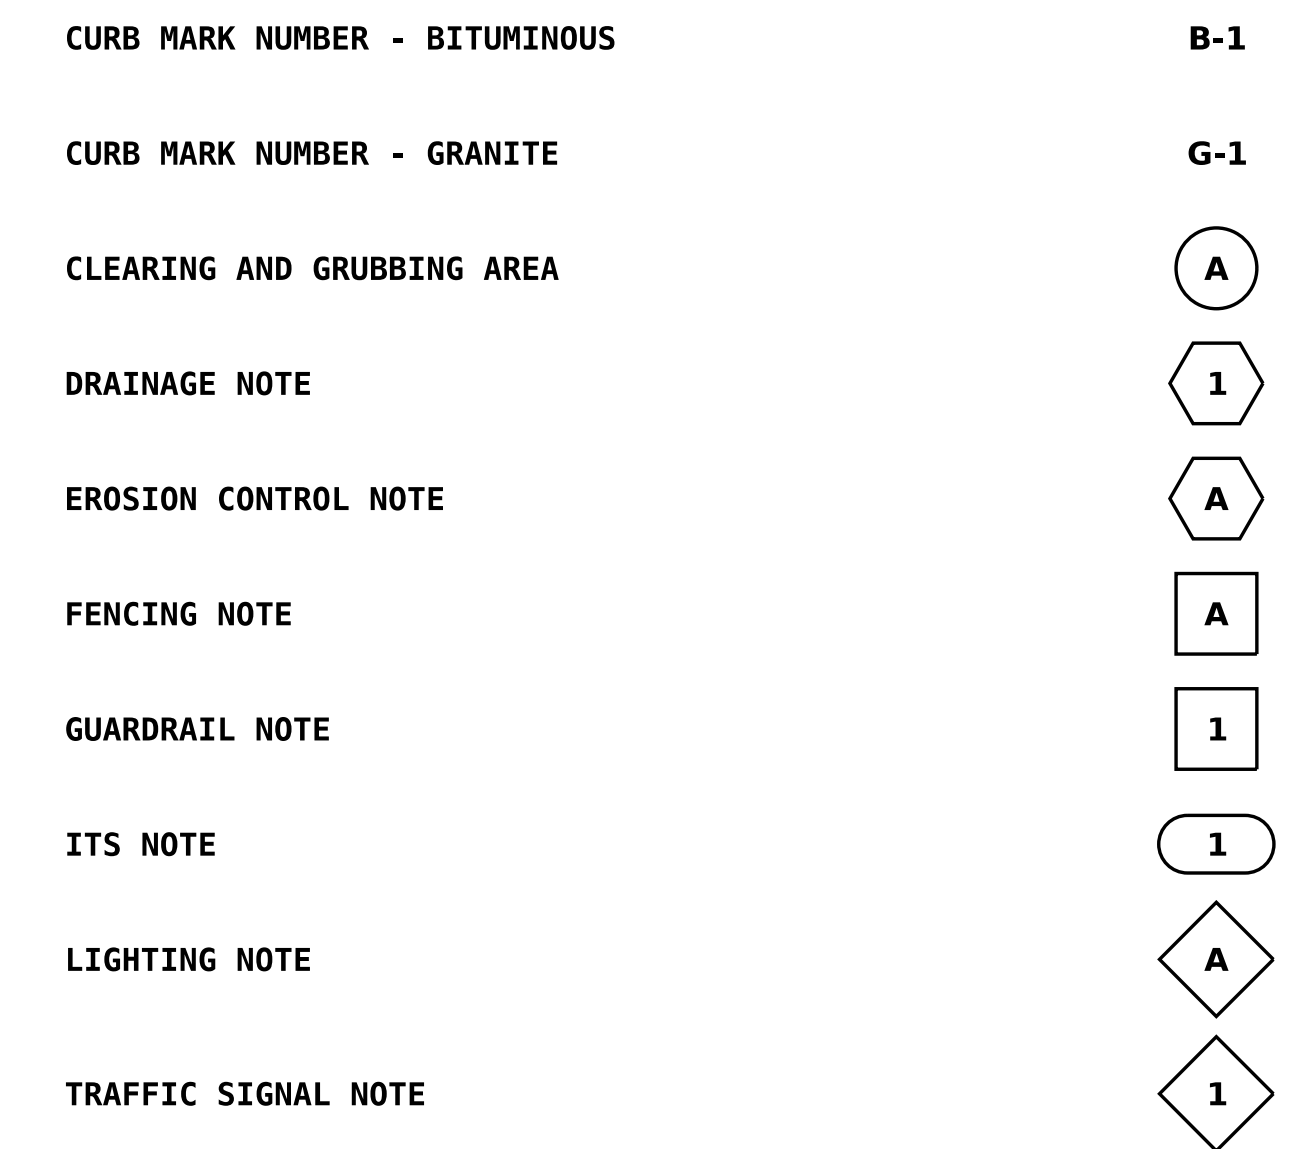 CURB MARK NUMBER - BITUMINOUS B-1
CURB MARK NUMBER - GRANITE G-1
CLEARING AND GRUBBING AREA A
DRAINAGE NOTE 1
EROSION CONTROL NOTE A
FENCING NOTE A
GUARDRAIL NOTE 1
ITS NOTE 1
LIGHTING NOTE A
TRAFFIC SIGNAL NOTE 1